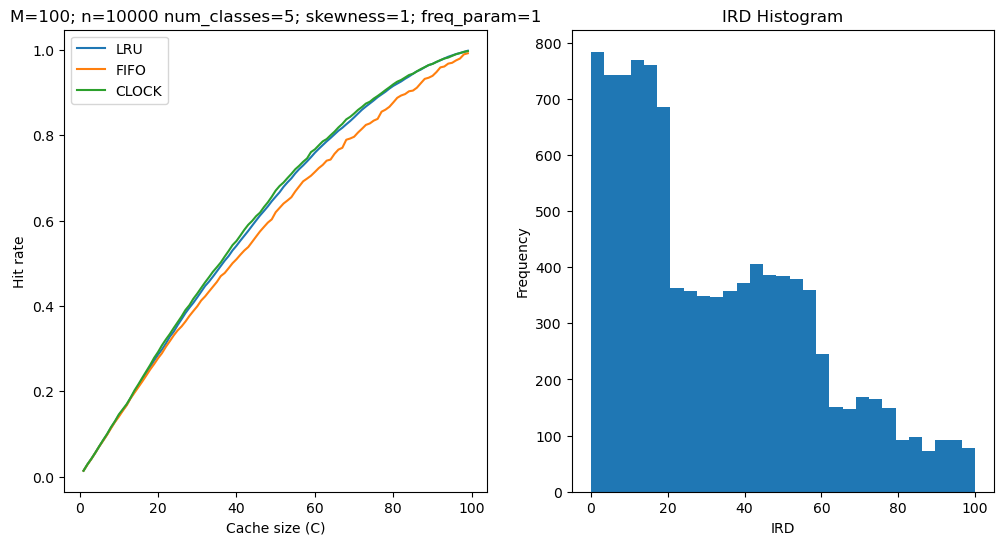 M=100; n=10000 num_classes=5; skewness=1; freq_param=1
LRU
FIFO
CLOCK
1.0
0.8
0.6
0.4
0.2
0.0
Hit rate
0 20 40 60 80 100
Cache size (C)
IRD Histogram
800
700
600
500
400
300
200
100
0
Frequency
0 20 40 60 80 100
IRD